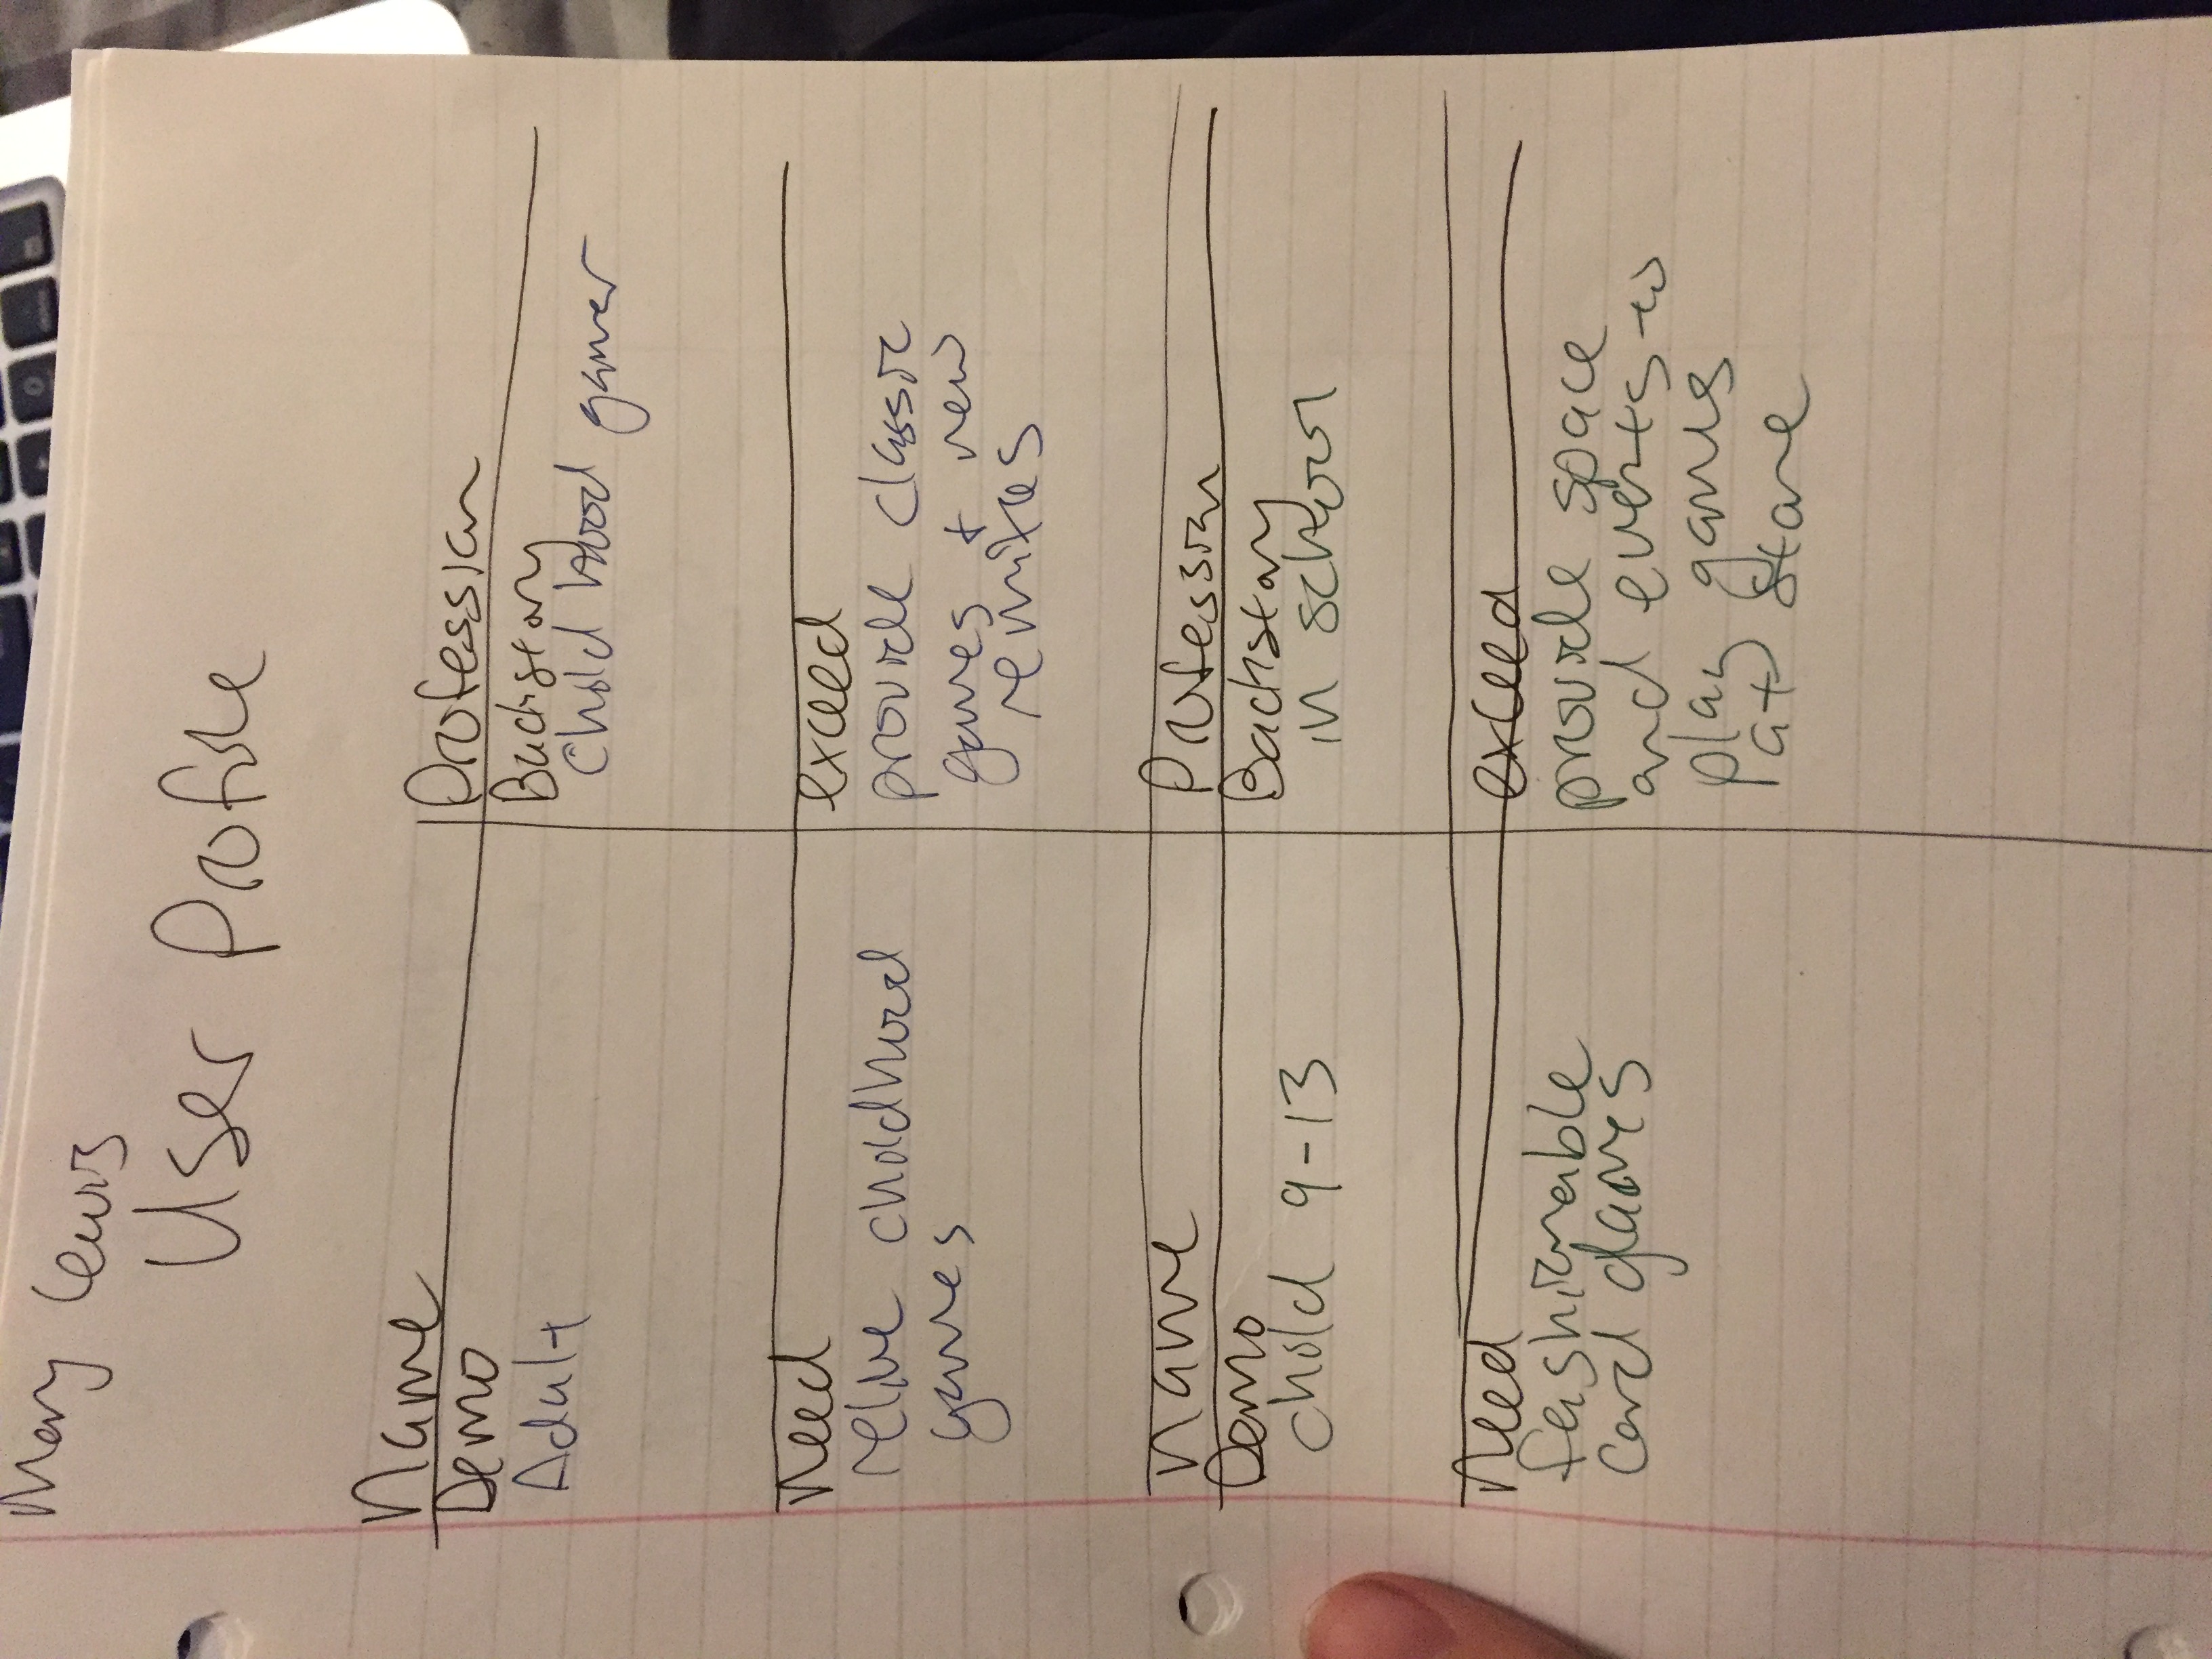 Mary Lewis
User Profile
Name Profession
Demo Backstory
Adult Child hood gamer
Need exceed
relive childhood provide classic
games games + new
remixes
Name Profession
Demo Backstory
child 9-13 in school
Need exceed
fashionable provide space
card games and events to
play games
at store